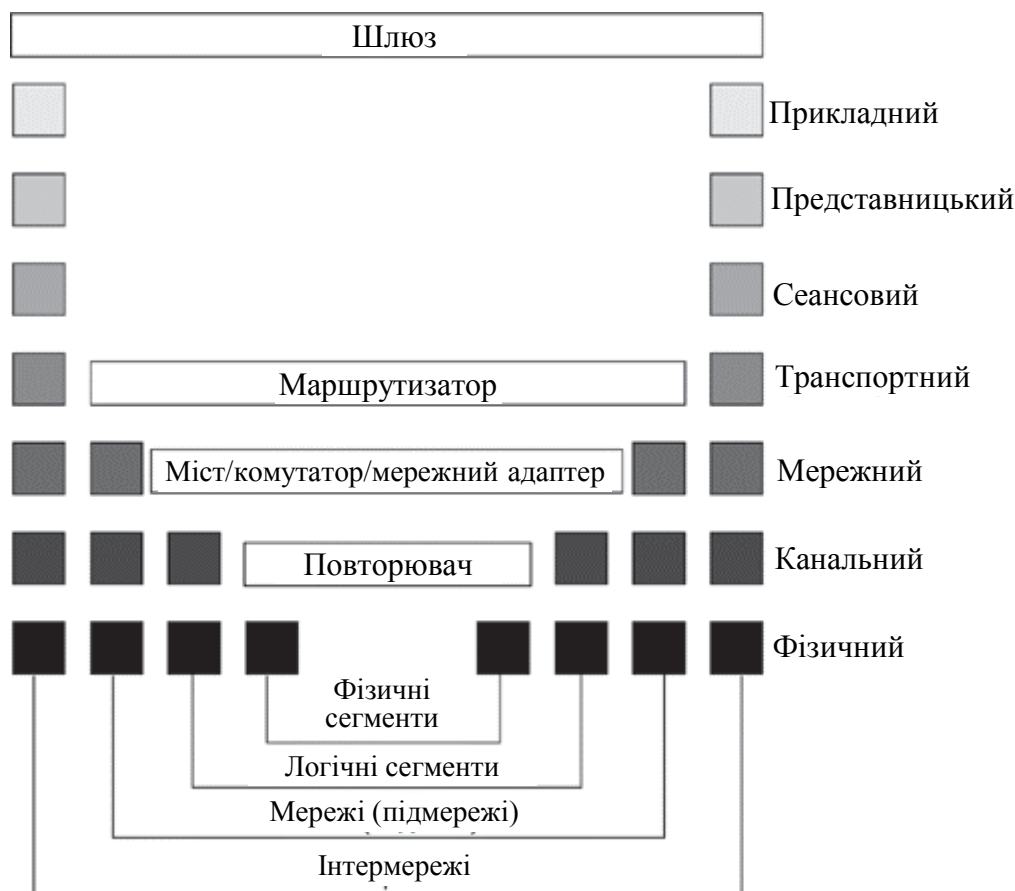 Шлюз
Прикладний
Представницький
Сеансовий
Маршрутизатор
Транспортний
Міст/комутатор/мережний адаптер
Мережний
Повторювач
Канальний
Фізичний
Фізичні
сегменти
Логічні сегменти
Мережі (підмережі)
Інтермережі